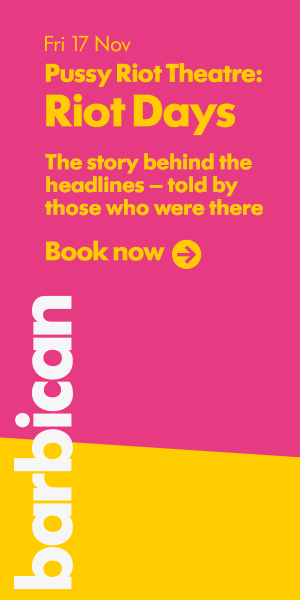 Fri 17 Nov
Pussy Riot Theatre:
Riot Days
The story behind the
headlines – told by
those who were there
Book now
barbican